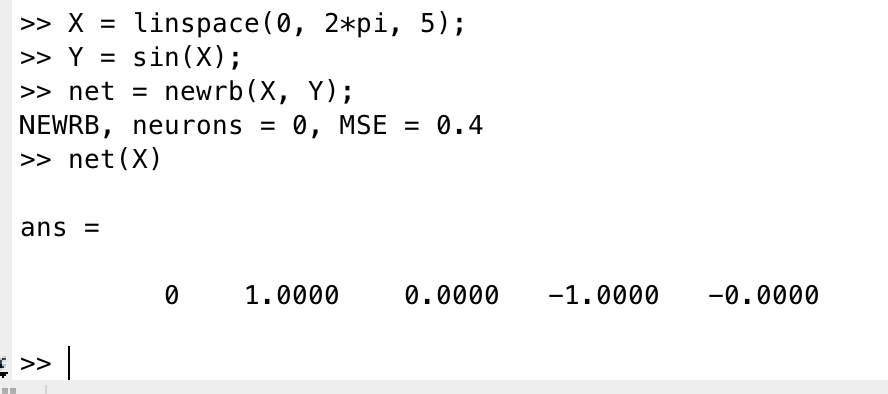 >> X = linspace(0, 2*pi, 5);
>> Y = sin(X);
>> net = newrb(X, Y);
NEWRB, neurons = 0, MSE = 0.4
>> net(X)
ans =
0 1.0000 0.0000 −1.0000 −0.0000
>>